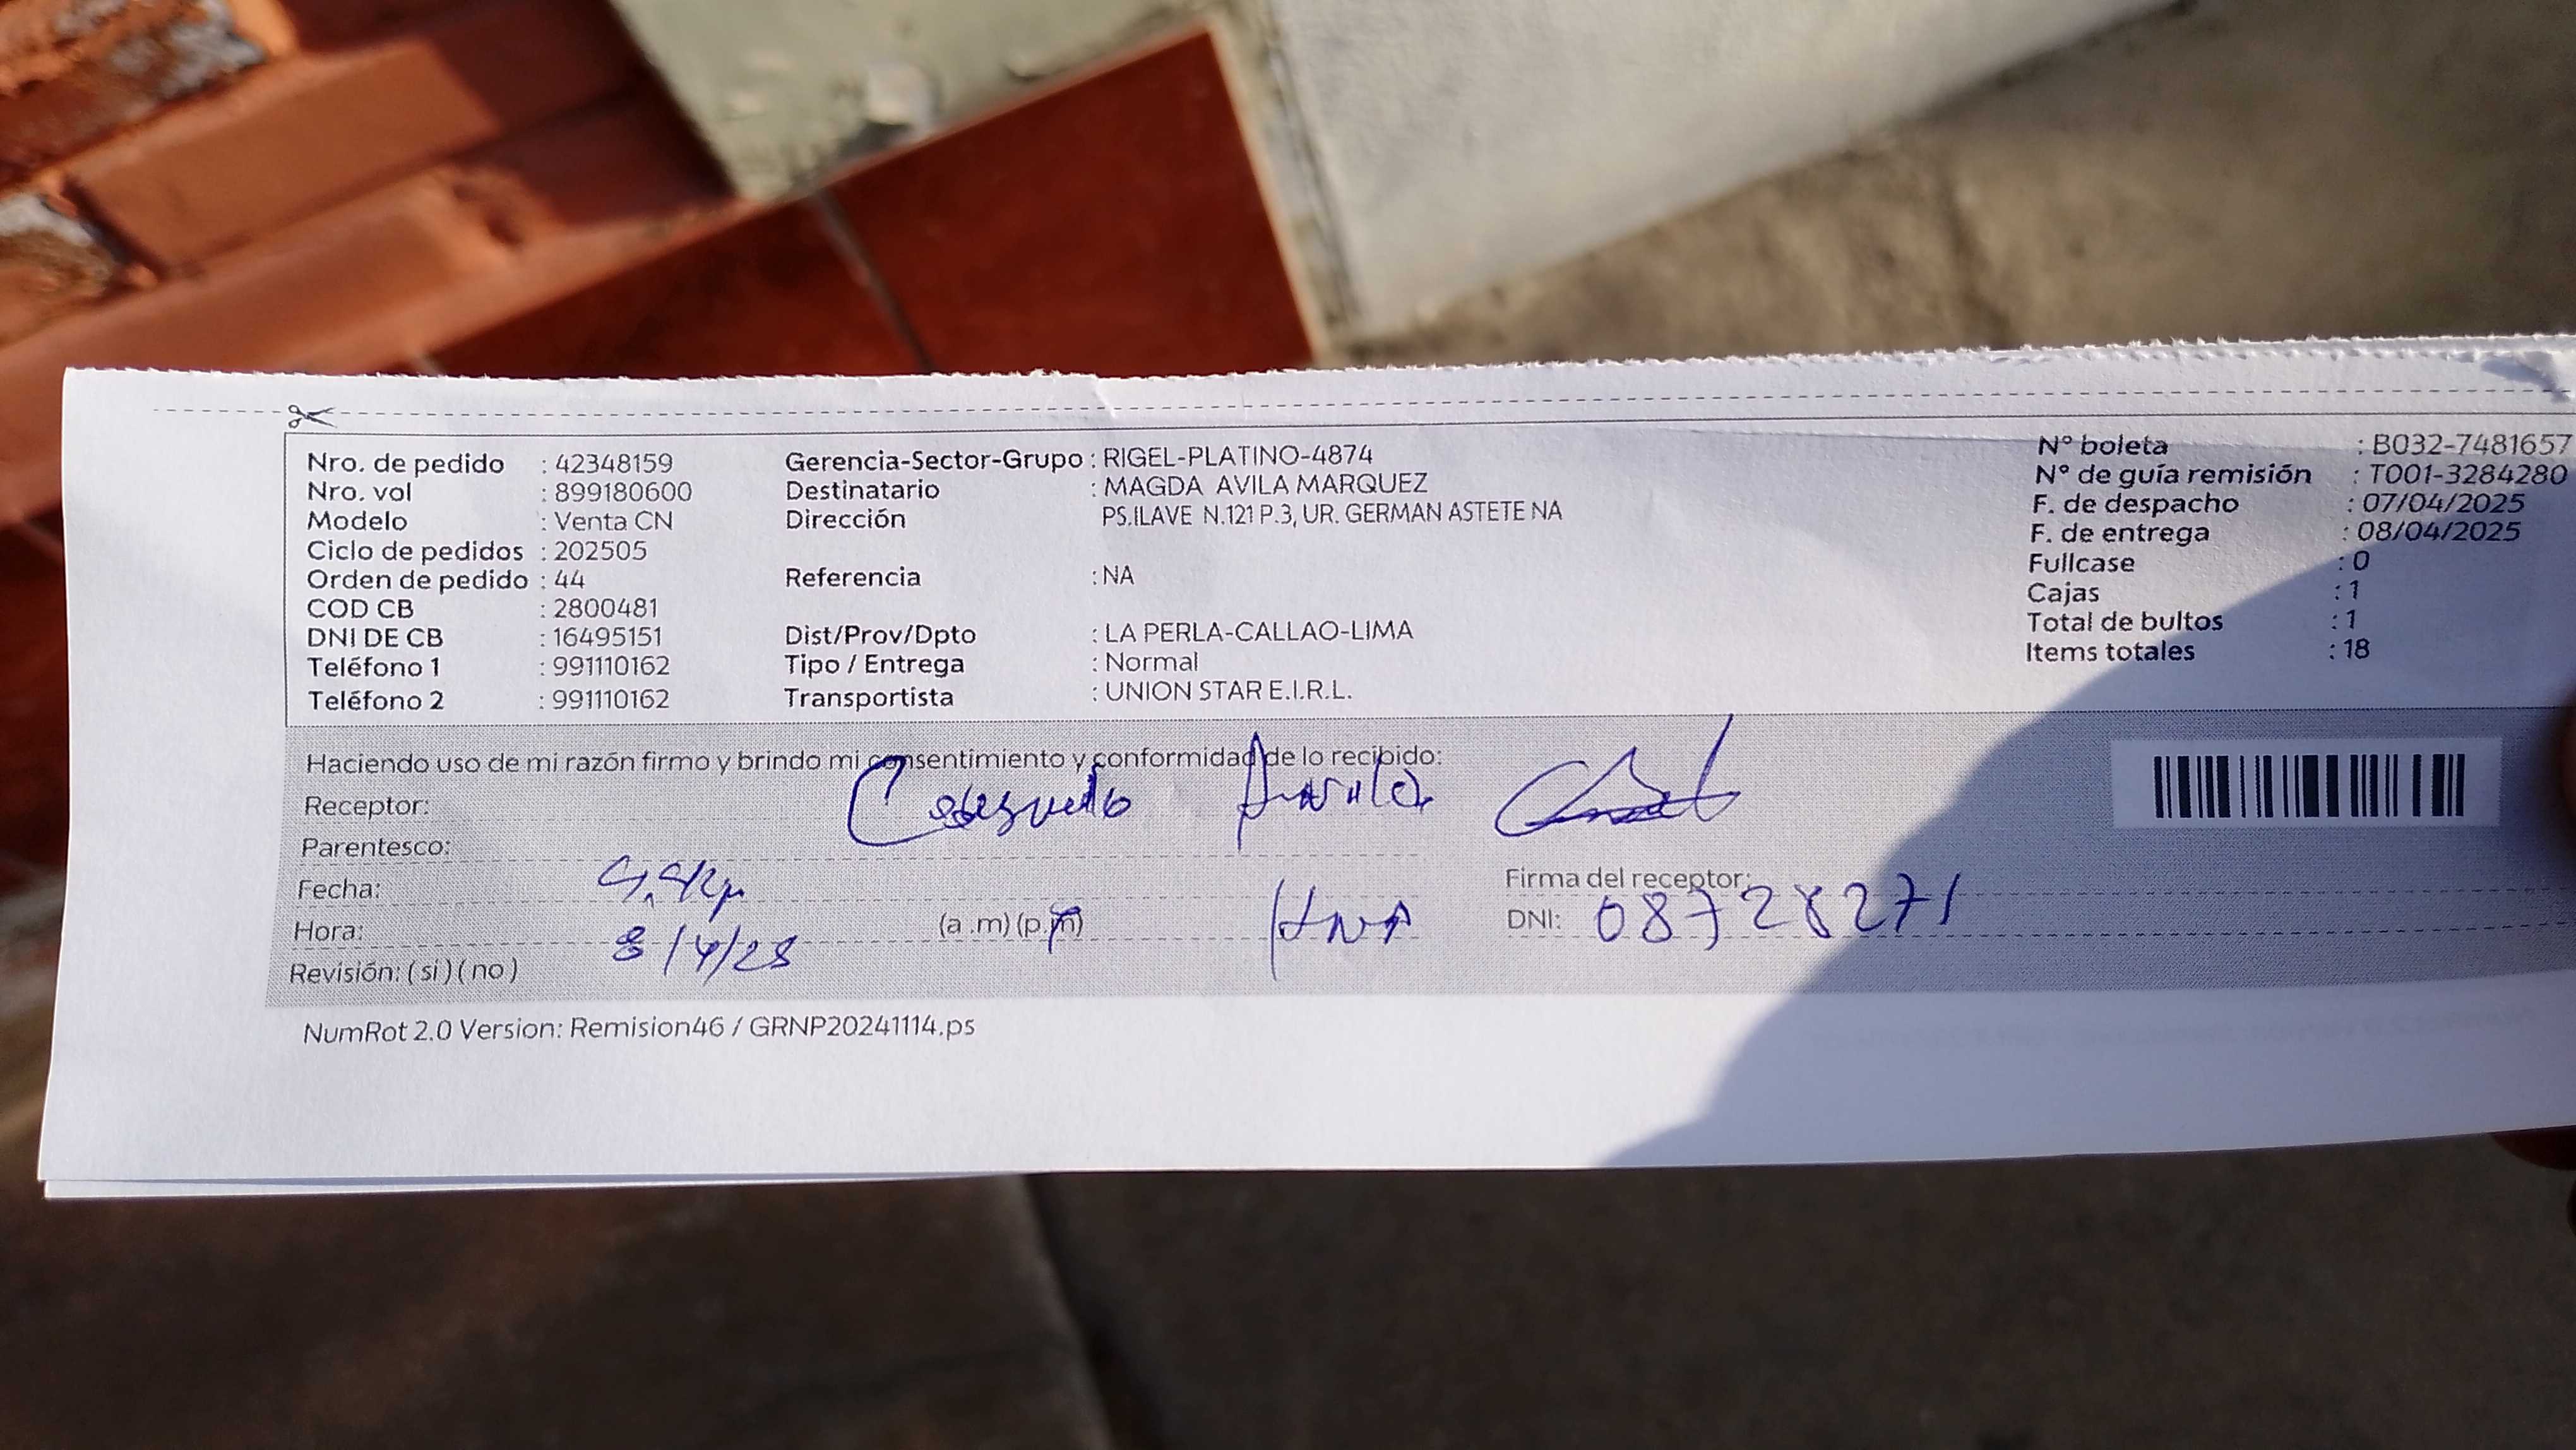 Nro. de pedido : 42348159
Nro. vol : 899180600
Modelo : Venta CN
Ciclo de pedidos : 202505
Orden de pedido : 44
COD CB : 2800481
DNI DE CB : 16495151
Teléfono 1 : 991110162
Teléfono 2 : 991110162
Gerencia-Sector-Grupo : RIGEL-PLATINO-4874
Destinatario : MAGDA AVILA MARQUEZ
Dirección PS.ILAVE N.121 P.3, UR. GERMAN ASTETE NA
Referencia : NA
Dist/Prov/Dpto : LA PERLA-CALLAO-LIMA
Tipo / Entrega : Normal
Transportista : UNION STAR E.I.R.L.
N° boleta : B032-7481657
N° de guía remisión : T001-3284280
F. de despacho : 07/04/2025
F. de entrega : 08/04/2025
Fullcase : 0
Cajas : 1
Total de bultos : 1
Items totales : 18
Haciendo uso de mi razón firmo y brindo mi consentimiento y conformidad de lo recibido:
Receptor:
Parentesco:
Fecha:
Hora: (a .m) (p.m)
8/4/25
Revisión: ( si ) ( no )
Firma del receptor:
DNI: 08728271
NumRot 2.0 Version: Remision46 / GRNP20241114.ps